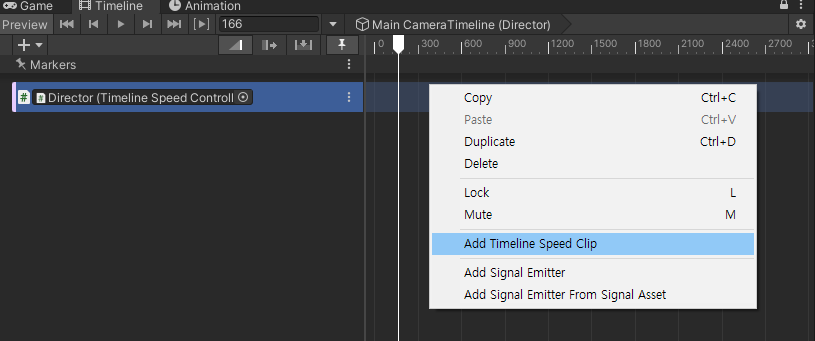 Game
Timeline
Animation
Preview
166
Main CameraTimeline (Director)
0 300 600 900 1200 1500 1800 2100 2400 2700
Markers
Director (Timeline Speed Controll
Copy Ctrl+C
Paste Ctrl+V
Duplicate Ctrl+D
Delete
Lock L
Mute M
Add Timeline Speed Clip
Add Signal Emitter
Add Signal Emitter From Signal Asset